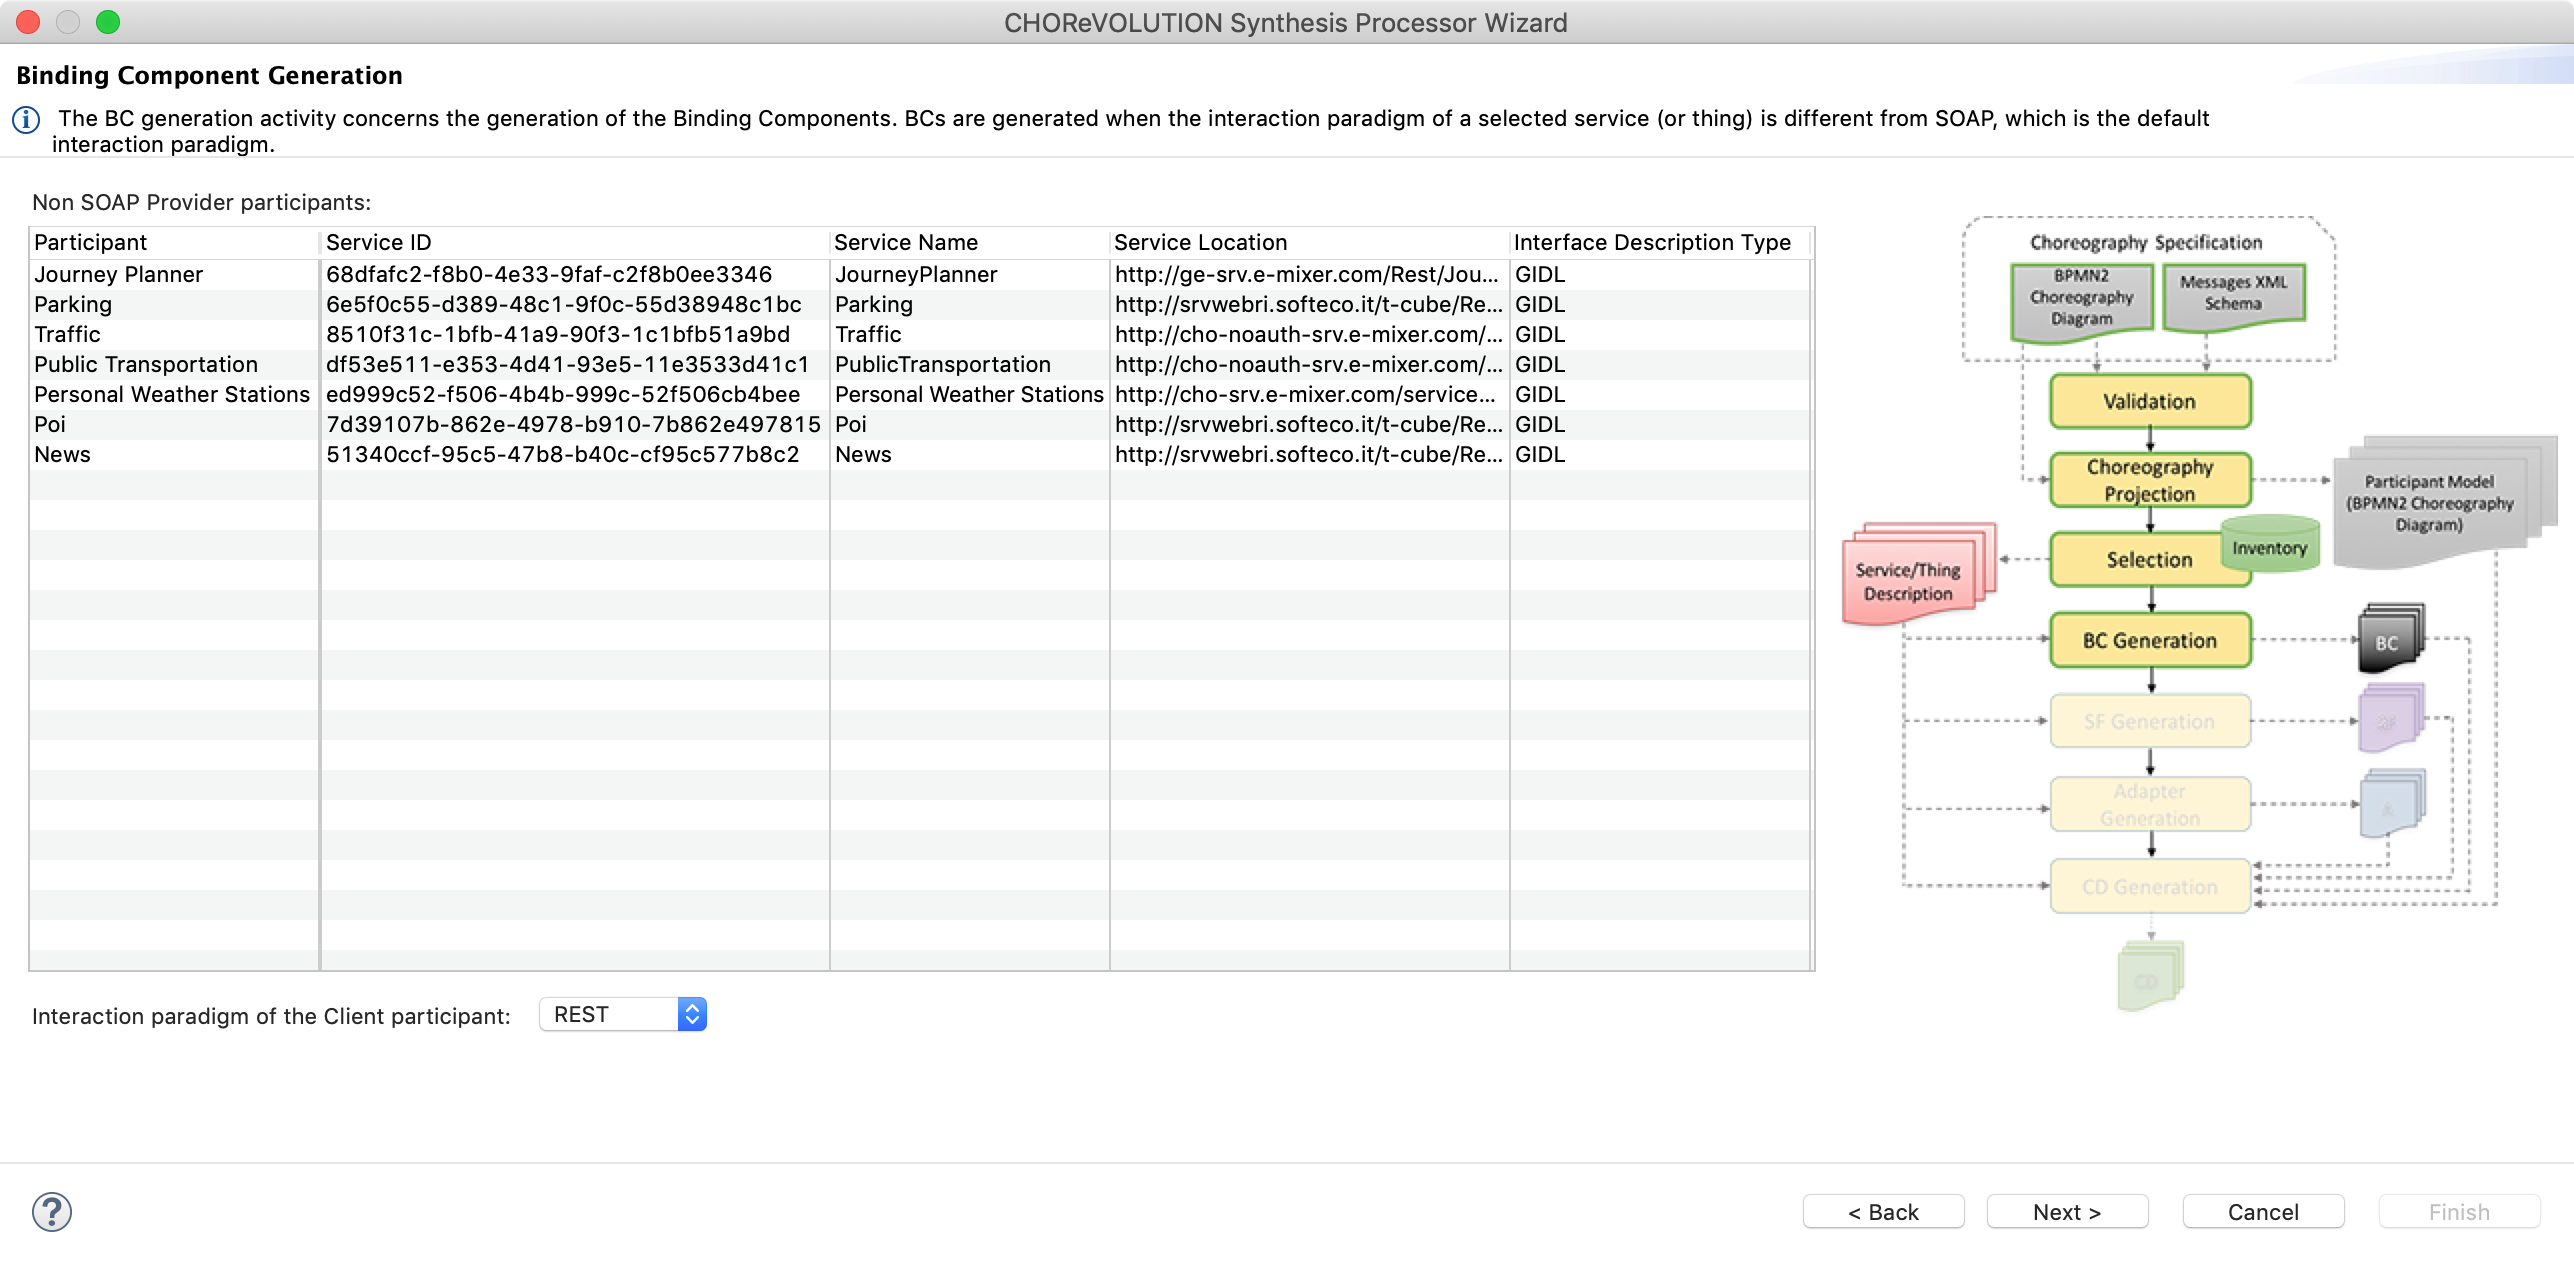 CHOReVOLUTION Synthesis Processor Wizard
Binding Component Generation
The BC generation activity concerns the generation of the Binding Components. BCs are generated when the interaction paradigm of a selected service (or thing) is different from SOAP, which is the default
interaction paradigm.
Non SOAP Provider participants:
Participant Service ID Service Name Service Location Interface Description Type
Journey Planner 68dfafc2-f8b0-4e33-9faf-c2f8b0ee3346 JourneyPlanner http://ge-srv.e-mixer.com/Rest/Jou... GIDL
Parking 6e5f0c55-d389-48c1-9f0c-55d38948c1bc Parking http://srvwebri.softeco.it/t-cube/Re... GIDL
Traffic 8510f31c-1bfb-41a9-90f3-1c1bfb51a9bd Traffic http://cho-noauth-srv.e-mixer.com/... GIDL
Public Transportation df53e511-e353-4d41-93e5-11e3533d41c1 PublicTransportation http://cho-noauth-srv.e-mixer.com/... GIDL
Personal Weather Stations ed999c52-f506-4b4b-999c-52f506cb4bee Personal Weather Stations http://cho-srv.e-mixer.com/service... GIDL
Poi 7d39107b-862e-4978-b910-7b862e497815 Poi http://srvwebri.softeco.it/t-cube/Re... GIDL
News 51340ccf-95c5-47b8-b40c-cf95c577b8c2 News http://srvwebri.softeco.it/t-cube/Re... GIDL
Interaction paradigm of the Client participant: REST
Choreography Specification
BPMN2
Choreography
Diagram
Messages XML
Schema
Validation
Choreography
Projection
Participant Model
(BPMN2 Choreography
Diagram)
Selection
Inventory
Service/Thing
Description
BC Generation
BC
SF Generation
SF
Adapter
Generation
A
CD Generation
CD
?
< Back
Next >
Cancel
Finish